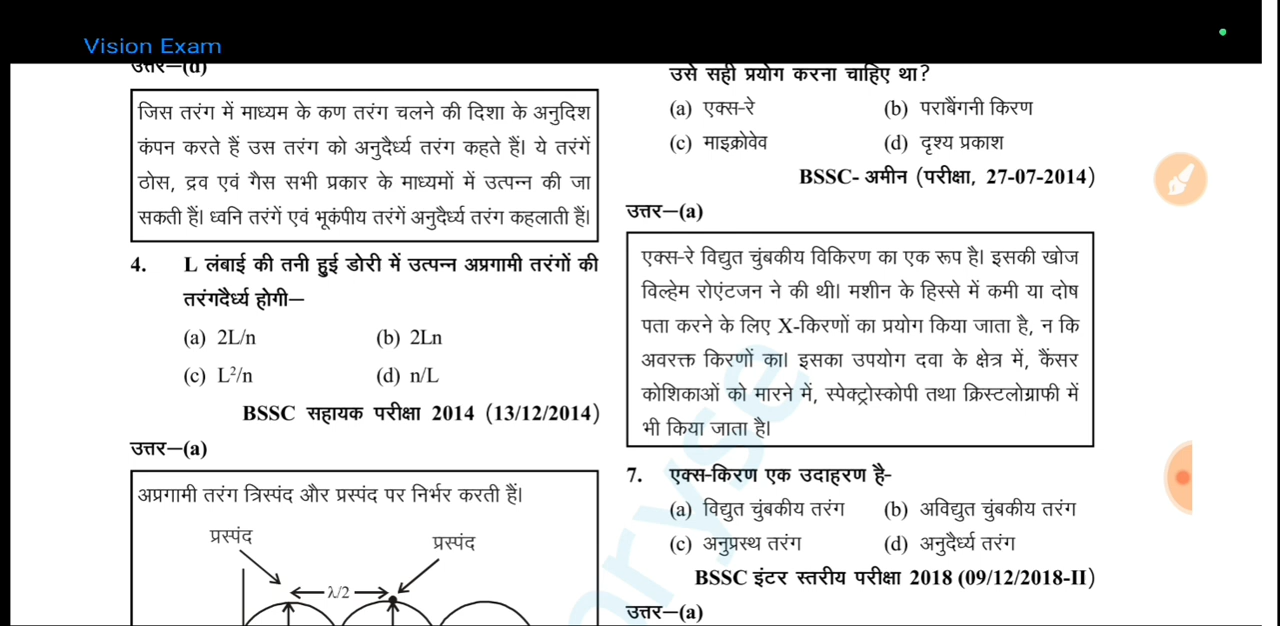 Vision Exam
उत्तर—(d)
जिस तरंग में माध्यम के कण तरंग चलने की दिशा के अनुदिश
कंपन करते हैं उस तरंग को अनुदैर्ध्य तरंग कहते हैं। ये तरंगें
ठोस, द्रव एवं गैस सभी प्रकार के माध्यमों में उत्पन्न की जा
सकती हैं। ध्वनि तरंगें एवं भूकंपीय तरंगें अनुदैर्ध्य तरंग कहलाती हैं।
4. L लंबाई की तनी हुई डोरी में उत्पन्न अप्रगामी तरंगों की
तरंगदैर्ध्य होगी—
(a) 2L/n (b) 2Ln
(c) L²/n (d) n/L
BSSC सहायक परीक्षा 2014 (13/12/2014)
उत्तर—(a)
अप्रगामी तरंग त्रिस्पंद और प्रस्पंद पर निर्भर करती हैं।
प्रस्पंद प्रस्पंद
λ/2
उसे सही प्रयोग करना चाहिए था?
(a) एक्स-रे (b) पराबैंगनी किरण
(c) माइक्रोवेव (d) दृश्य प्रकाश
BSSC- अमीन (परीक्षा, 27-07-2014)
उत्तर—(a)
एक्स-रे विद्युत चुंबकीय विकिरण का एक रूप है। इसकी खोज
विल्हेम रोएंटजन ने की थी। मशीन के हिस्से में कमी या दोष
पता करने के लिए X-किरणों का प्रयोग किया जाता है, न कि
अवरक्त किरणों का। इसका उपयोग दवा के क्षेत्र में, कैंसर
कोशिकाओं को मारने में, स्पेक्ट्रोस्कोपी तथा क्रिस्टलोग्राफी में
भी किया जाता है।
7. एक्स-किरण एक उदाहरण है-
(a) विद्युत चुंबकीय तरंग (b) अविद्युत चुंबकीय तरंग
(c) अनुप्रस्थ तरंग (d) अनुदैर्ध्य तरंग
BSSC इंटर स्तरीय परीक्षा 2018 (09/12/2018-II)
उत्तर—(a)